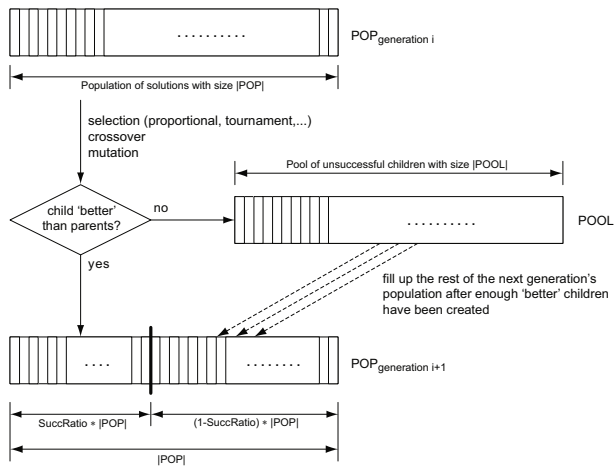 . . . . . . . . . .
POPgeneration i
Population of solutions with size |POP|
selection (proportional, tournament,...)
crossover
mutation
Pool of unsuccessful children with size |POOL|
child ‘better’
than parents?
no
. . . . . . . . . .
POOL
yes
fill up the rest of the next generation’s
population after enough ‘better’ children
have been created
. . . .
. . . . . . . .
POPgeneration i+1
SuccRatio * |POP|
(1-SuccRatio) * |POP|
|POP|